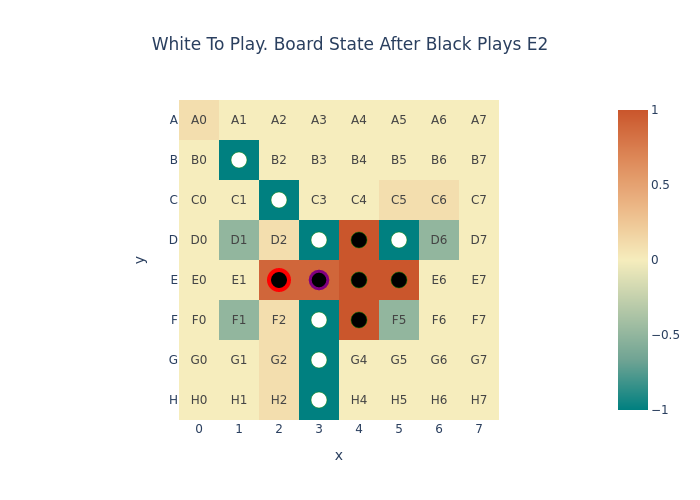 White To Play. Board State After Black Plays E2
A A0 A1 A2 A3 A4 A5 A6 A7
B B0 B2 B3 B4 B5 B6 B7
C C0 C1 C3 C4 C5 C6 C7
D D0 D1 D2 D6 D7
E E0 E1 E6 E7
F F0 F1 F2 F5 F6 F7
G G0 G1 G2 G4 G5 G6 G7
H H0 H1 H2 H4 H5 H6 H7
0 1 2 3 4 5 6 7
x
y
1
0.5
0
−0.5
−1